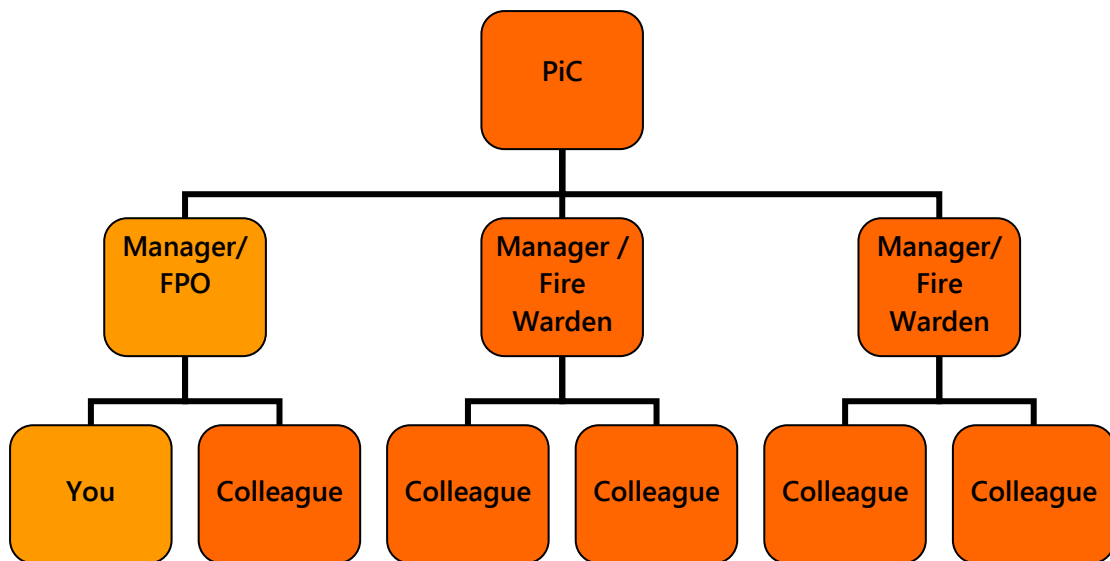 PiC
Manager/
FPO
Manager /
Fire
Warden
Manager/
Fire
Warden
You
Colleague
Colleague
Colleague
Colleague
Colleague